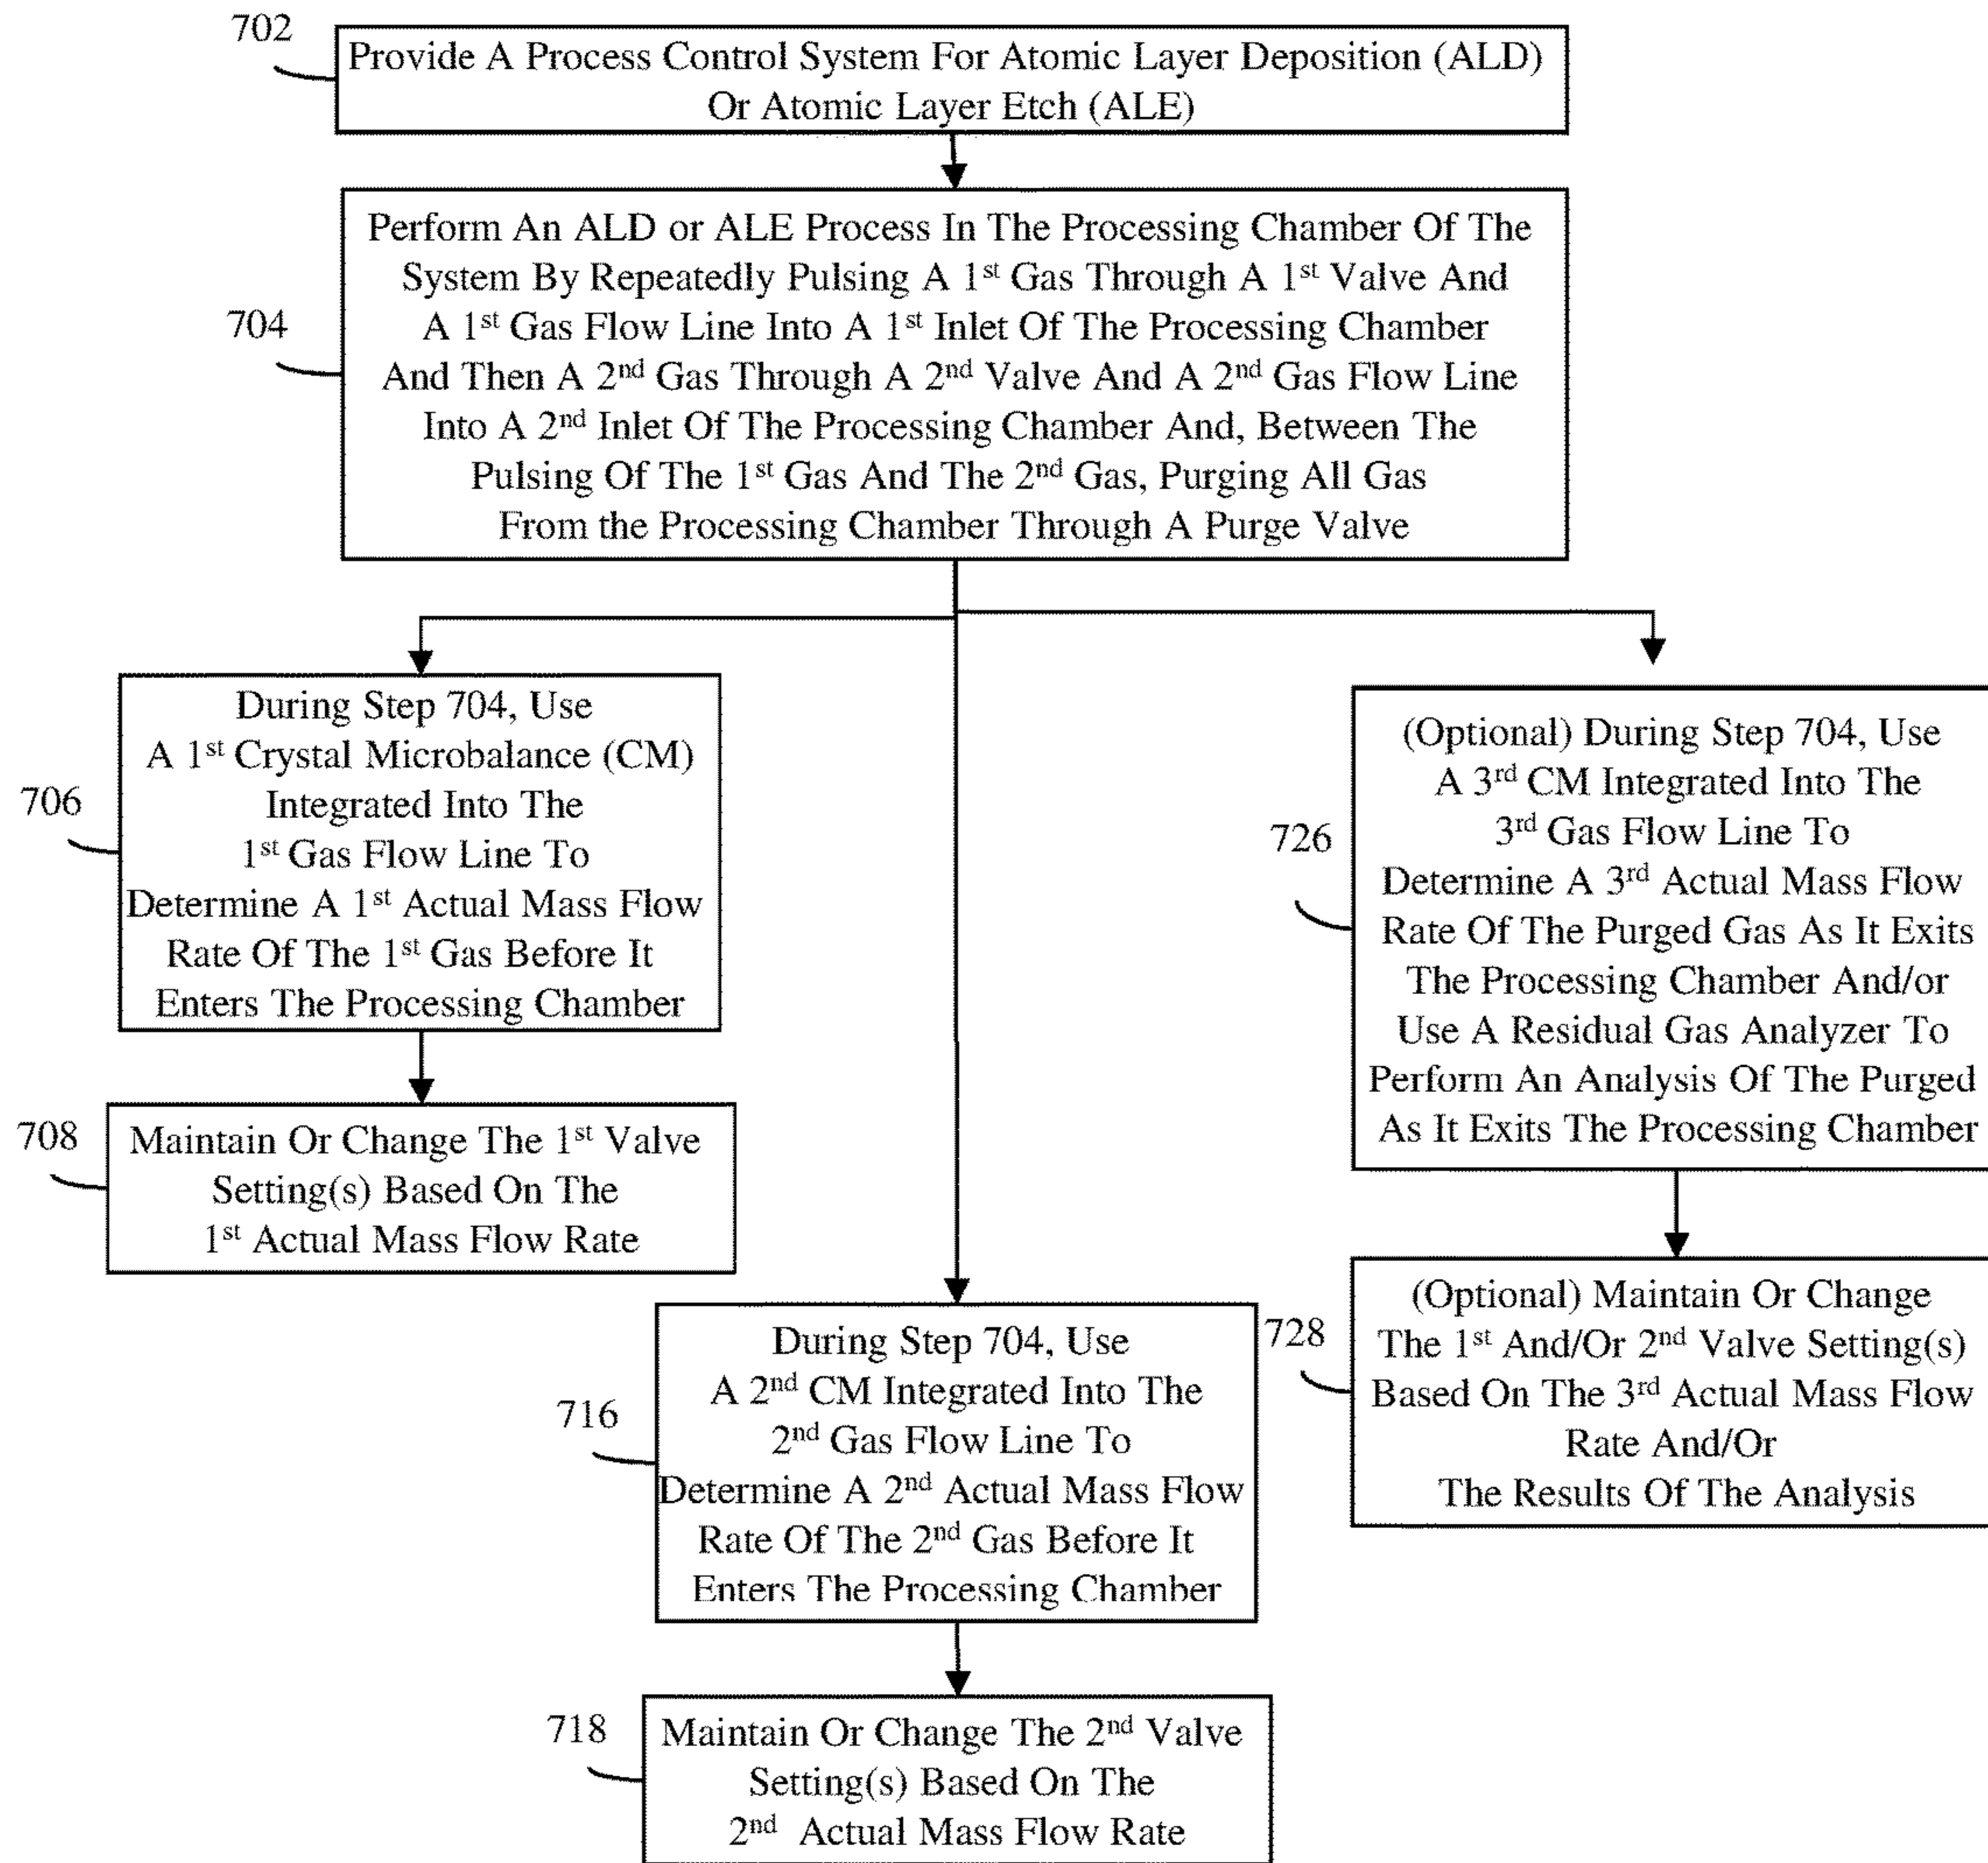 702
Provide A Process Control System For Atomic Layer Deposition (ALD)
Or Atomic Layer Etch (ALE)
704
Perform An ALD or ALE Process In The Processing Chamber Of The
System By Repeatedly Pulsing A 1st Gas Through A 1st Valve And
A 1st Gas Flow Line Into A 1st Inlet Of The Processing Chamber
And Then A 2nd Gas Through A 2nd Valve And A 2nd Gas Flow Line
Into A 2nd Inlet Of The Processing Chamber And, Between The
Pulsing Of The 1st Gas And The 2nd Gas, Purging All Gas
From the Processing Chamber Through A Purge Valve
706
During Step 704, Use
A 1st Crystal Microbalance (CM)
Integrated Into The
1st Gas Flow Line To
Determine A 1st Actual Mass Flow
Rate Of The 1st Gas Before It
Enters The Processing Chamber
708
Maintain Or Change The 1st Valve
Setting(s) Based On The
1st Actual Mass Flow Rate
716
During Step 704, Use
A 2nd CM Integrated Into The
2nd Gas Flow Line To
Determine A 2nd Actual Mass Flow
Rate Of The 2nd Gas Before It
Enters The Processing Chamber
718
Maintain Or Change The 2nd Valve
Setting(s) Based On The
2nd Actual Mass Flow Rate
726
(Optional) During Step 704, Use
A 3rd CM Integrated Into The
3rd Gas Flow Line To
Determine A 3rd Actual Mass Flow
Rate Of The Purged Gas As It Exits
The Processing Chamber And/or
Use A Residual Gas Analyzer To
Perform An Analysis Of The Purged
As It Exits The Processing Chamber
728
(Optional) Maintain Or Change
The 1st And/Or 2nd Valve Setting(s)
Based On The 3rd Actual Mass Flow
Rate And/Or
The Results Of The Analysis